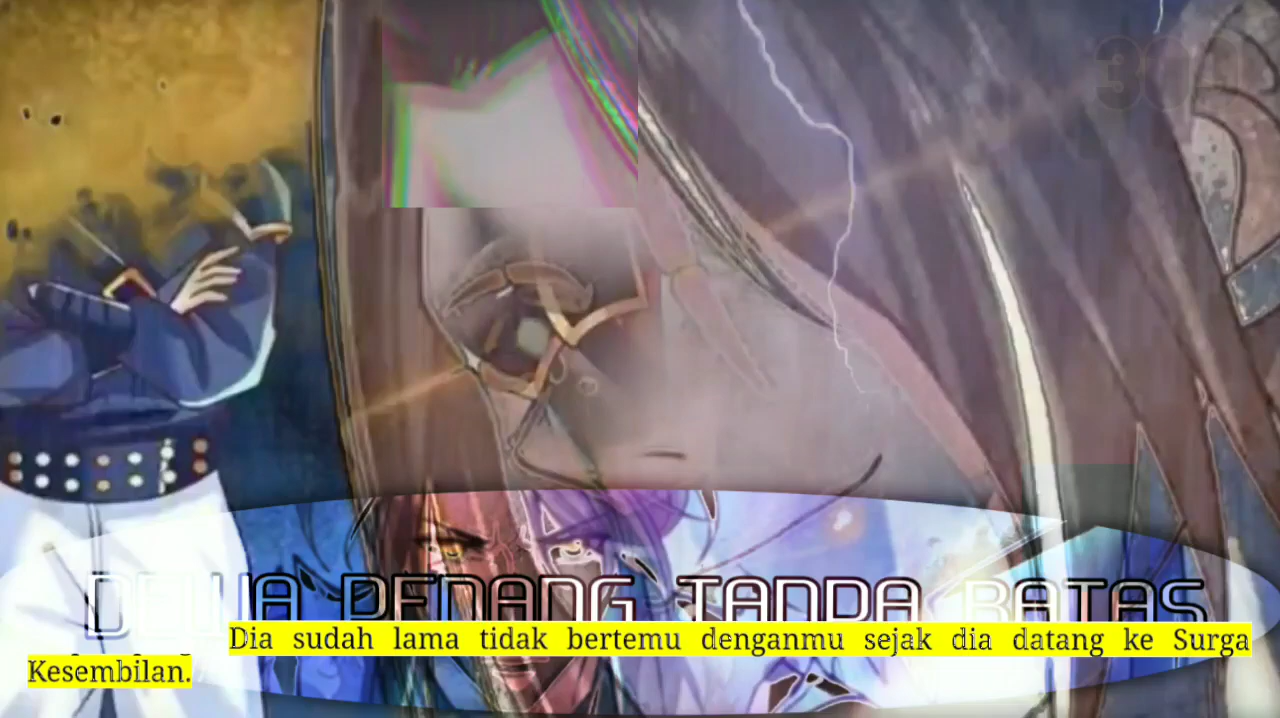 DEWA PEDANG TANPA BATAS
Dia sudah lama tidak bertemu denganmu sejak dia datang ke Surga
Kesembilan.